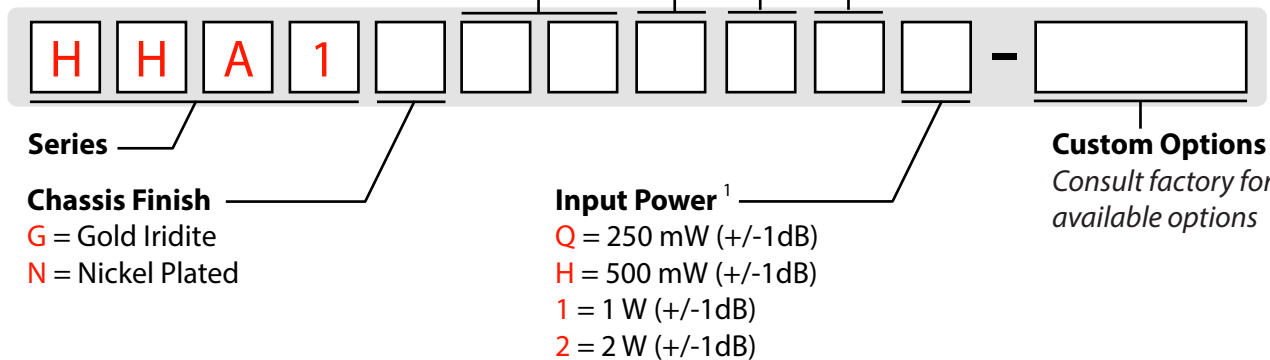 H H A 1 -
Series
Custom Options
Consult factory for
available options
Chassis Finish
G = Gold Iridite
N = Nickel Plated
Input Power 1
Q = 250 mW (+/-1dB)
H = 500 mW (+/-1dB)
1 = 1 W (+/-1dB)
2 = 2 W (+/-1dB)